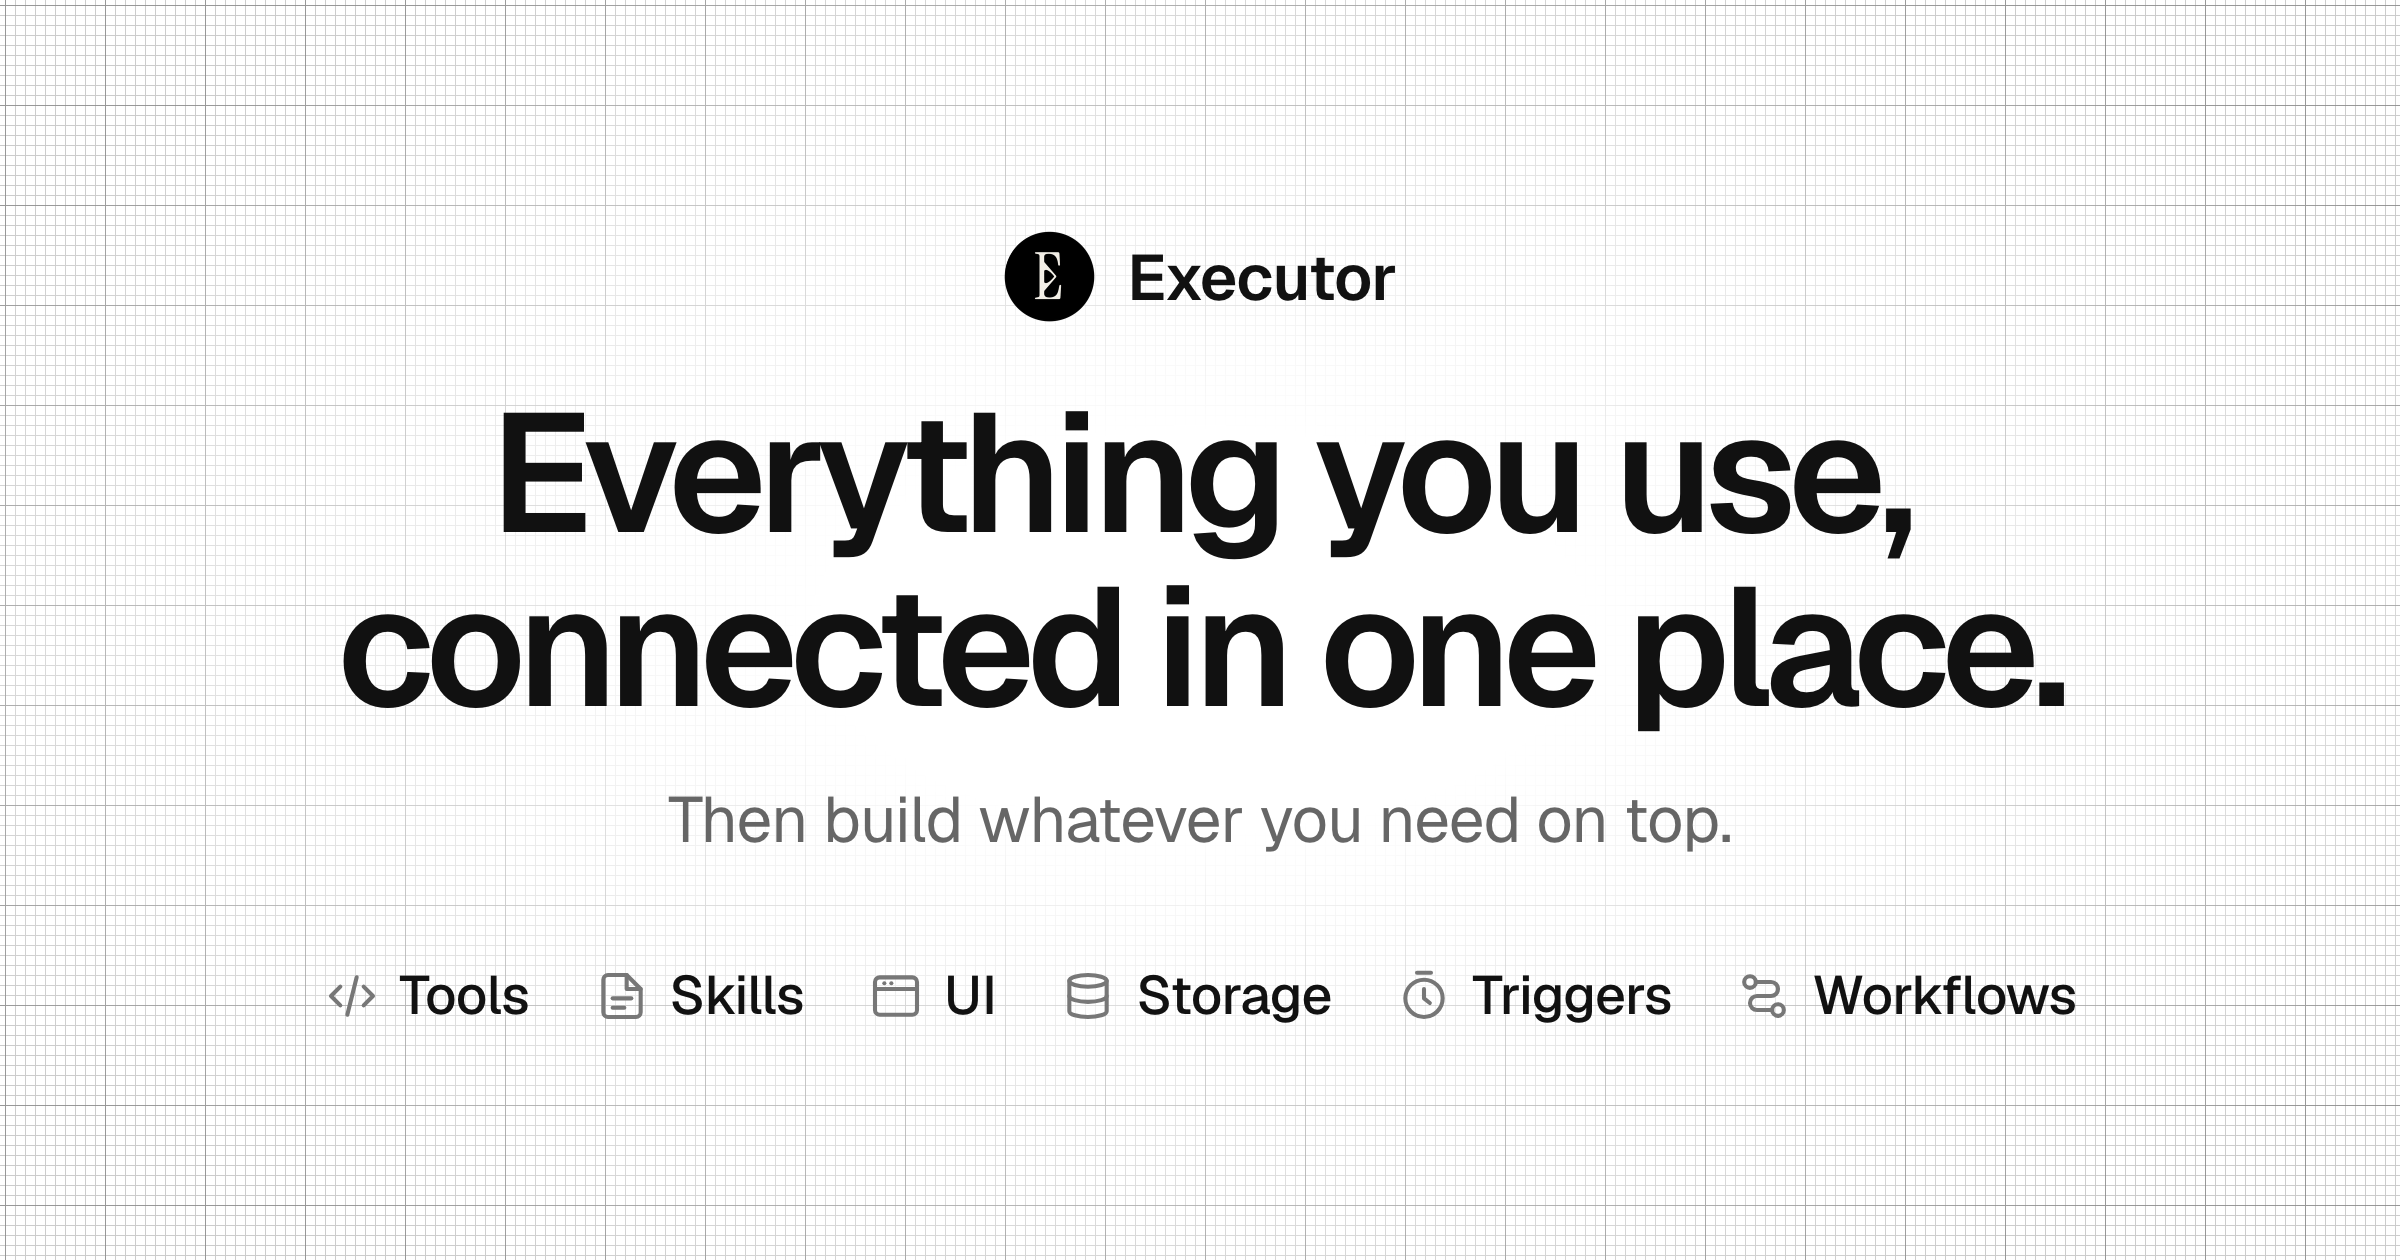 Executor
Everything you use,
connected in one place.
Then build whatever you need on top.
Tools Skills UI Storage Triggers Workflows